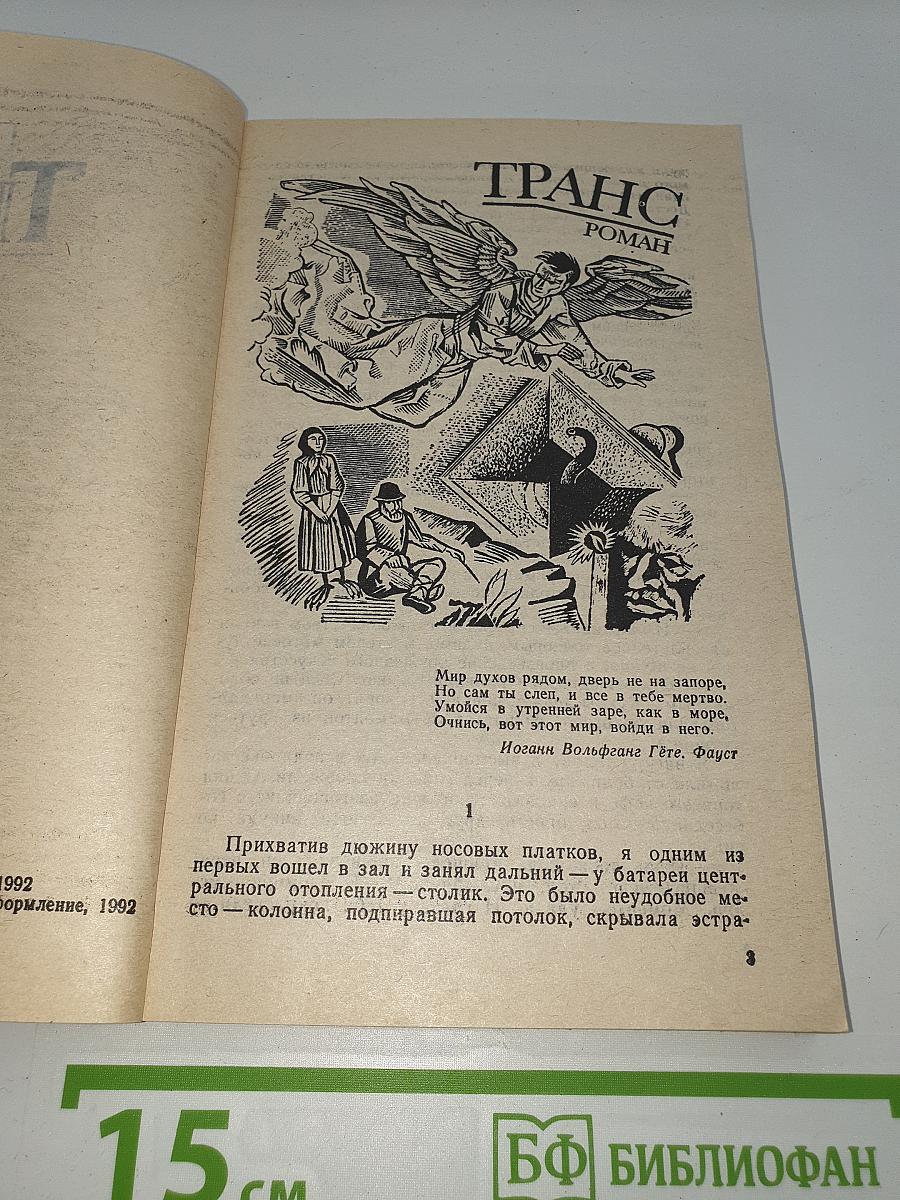 ТРАНС
РОМАН
Мир духов рядом, дверь не на запоре,
Но сам ты слеп, и все в тебе мертво.
Умойся в утренней заре, как в море,
Очнись, вот этот мир, войди в него.
Иоганн Вольфганг Гёте. Фауст
1
Прихватив дюжину носовых платков, я одним из
первых вошел в зал и занял дальний — у батареи цент-
рального отопления — столик. Это было неудобное ме-
сто — колонна, подпиравшая потолок, скрывала эстра-
3
1992
формление, 1992
15 см
БФ БИБЛИОФАН